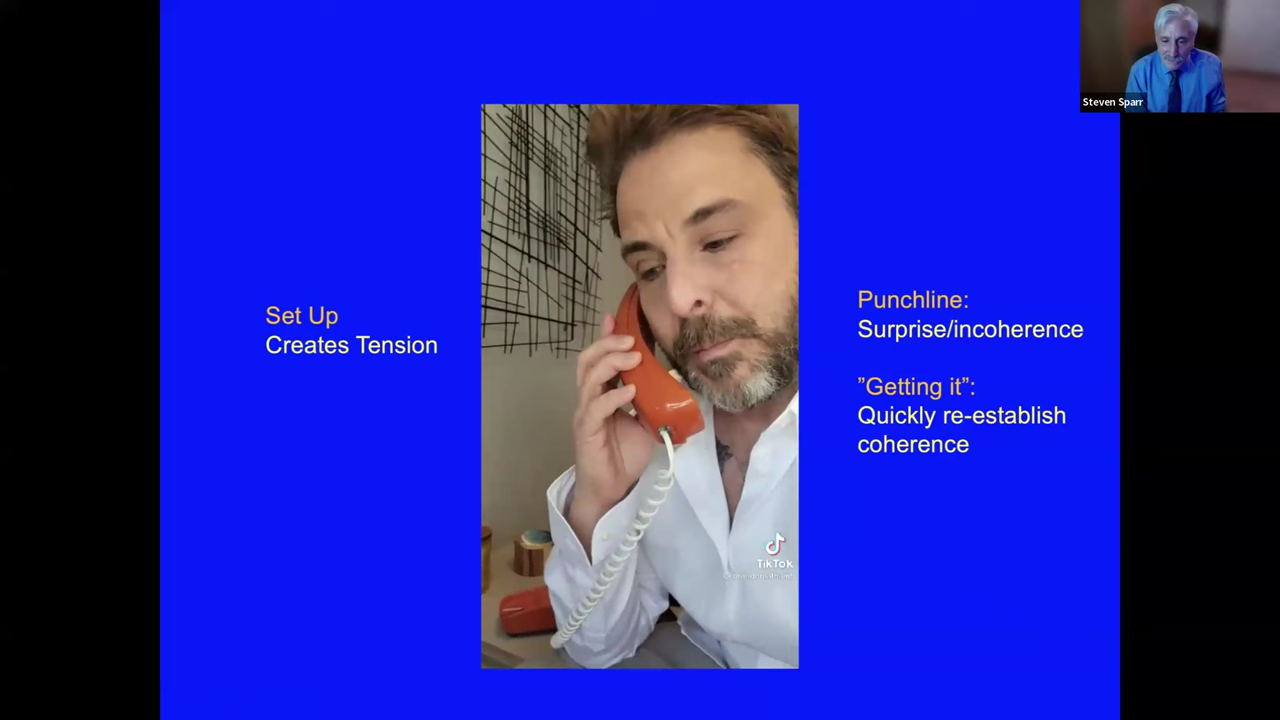 Steven Sparr
Set Up
Creates Tension
Punchline:
Surprise/incoherence
”Getting it”:
Quickly re-establish
coherence
TikTok